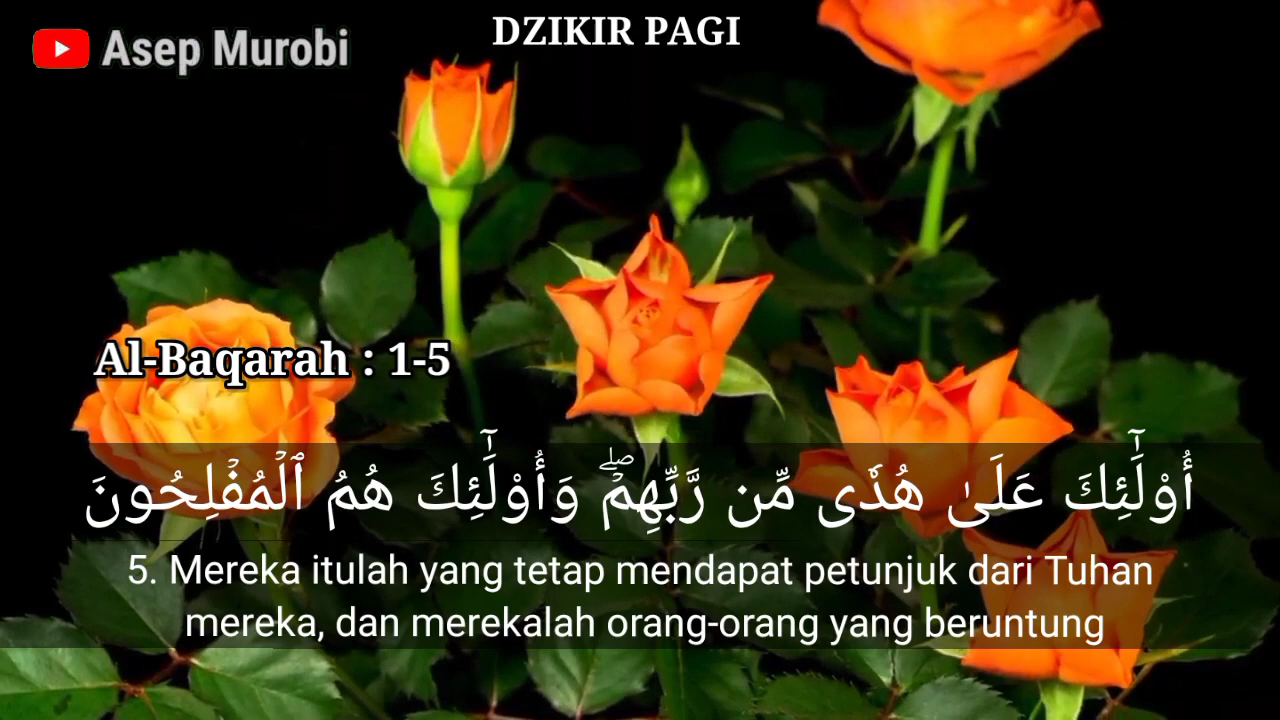 Asep Murobi
DZIKIR PAGI
Al-Baqarah : 1-5
أُو۟لَٰٓئِكَ عَلَىٰ هُدًى مِّن رَّبِّهِمْ ۖ وَأُو۟لَٰٓئِكَ هُمُ ٱلْمُفْلِحُونَ
5. Mereka itulah yang tetap mendapat petunjuk dari Tuhan
mereka, dan merekalah orang-orang yang beruntung